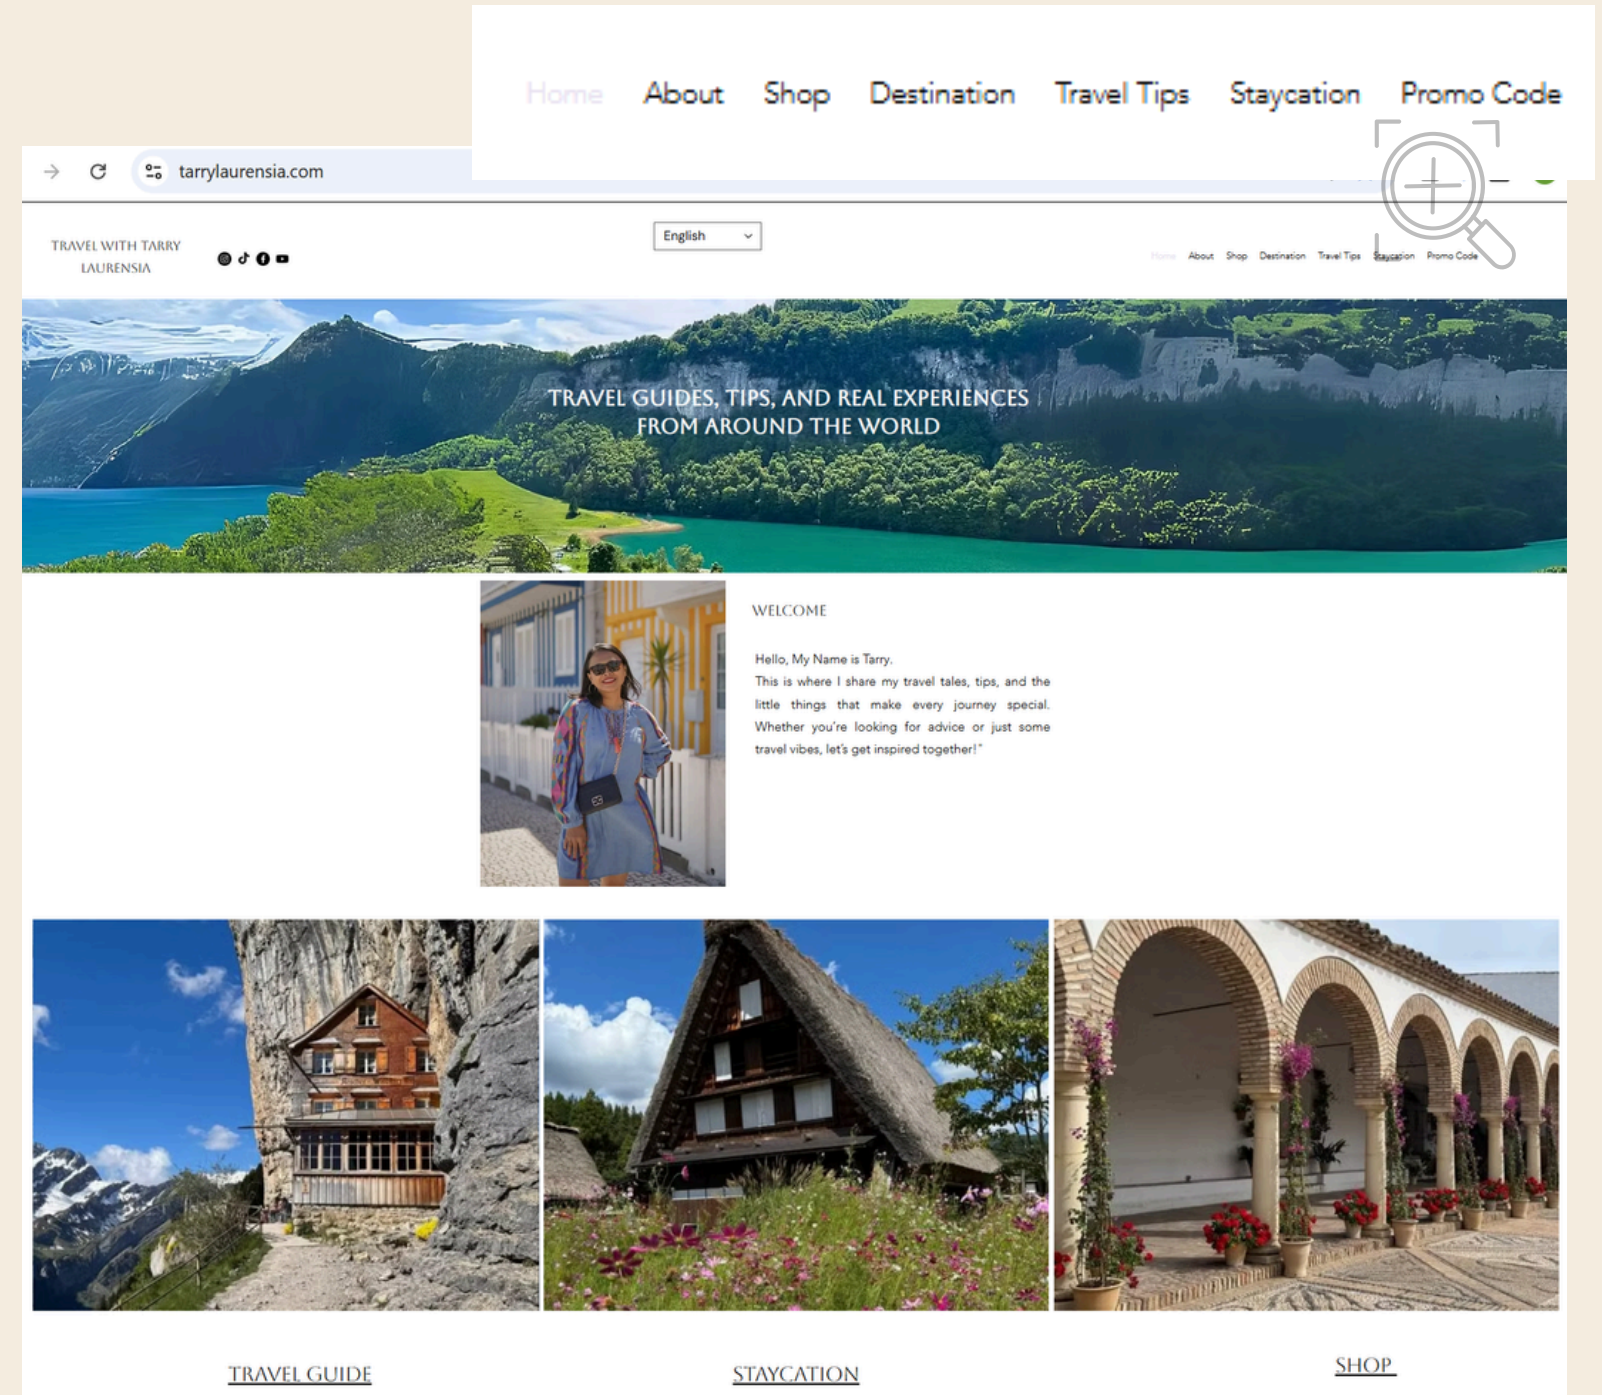 Home About Shop Destination Travel Tips Staycation Promo Code
tarrylaurensia.com
English
TRAVEL WITH TARRY
LAURENSIA
Home About Shop Destination Travel Tips Staycation Promo Code
TRAVEL GUIDES, TIPS, AND REAL EXPERIENCES
FROM AROUND THE WORLD
WELCOME
Hello, My Name is Tarry.
This is where I share my travel tales, tips, and the
little things that make every journey special.
Whether you're looking for advice or just some
travel vibes, let's get inspired together!"
TRAVEL GUIDE
STAYCATION
SHOP